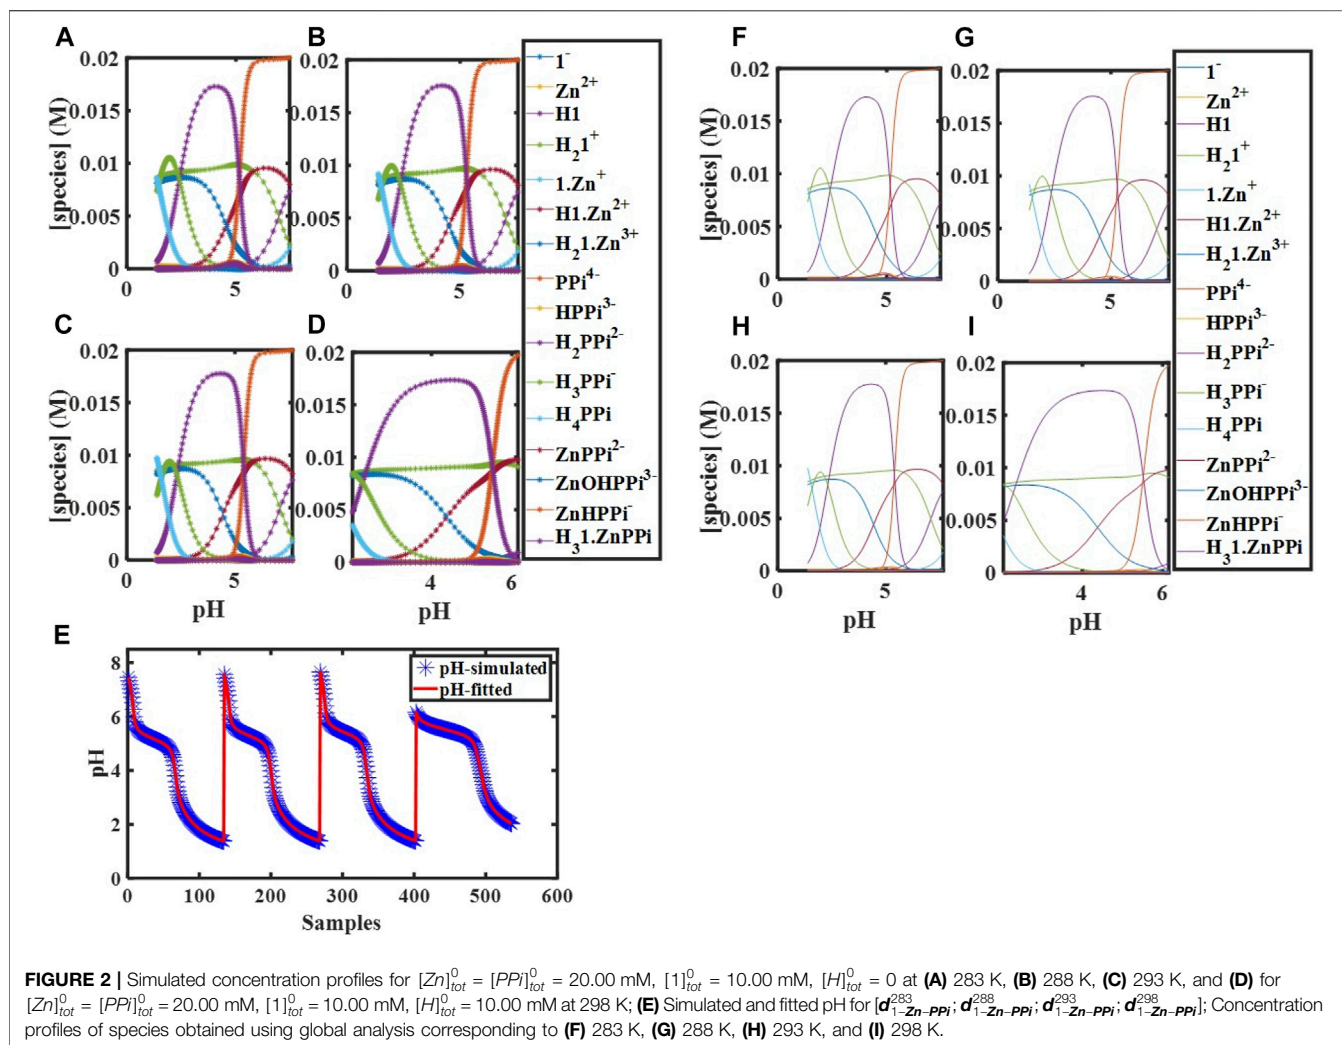 A
B
0.02
0.015
0.01
0.005
0
[species] (M)
0
5
0.02
0.015
0.01
0.005
0
0
5
C
D
0.02
0.015
0.01
0.005
0
[species] (M)
0
5
pH
0.02
0.015
0.01
0.005
0
4
6
pH
1⁻
Zn²⁺
H1
H₂1⁺
1.Zn⁺
H1.Zn²⁺
H₂1.Zn³⁺
PPi⁴⁻
HPPi³⁻
H₂PPi²⁻
H₃PPi⁻
H₄PPi
ZnPPi²⁻
ZnOHPPi³⁻
ZnHPPi⁻
H₃1.ZnPPi
F
G
0.02
0.015
0.01
0.005
0
[species] (M)
0
5
0.02
0.015
0.01
0.005
0
0
5
H
I
0.02
0.015
0.01
0.005
0
[species] (M)
0
5
pH
0.02
0.015
0.01
0.005
0
4
6
pH
1⁻
Zn²⁺
H1
H₂1⁺
1.Zn⁺
H1.Zn²⁺
H₂1.Zn³⁺
PPi⁴⁻
HPPi³⁻
H₂PPi²⁻
H₃PPi⁻
H₄PPi
ZnPPi²⁻
ZnOHPPi³⁻
ZnHPPi⁻
H₃1.ZnPPi
E
8
6
4
2
0
pH
0 100 200 300 400 500 600
Samples
pH-simulated
pH-fitted
FIGURE 2 | Simulated concentration profiles for [Zn]⁰tot = [PPi]⁰tot = 20.00 mM, [1]⁰tot = 10.00 mM, [H]⁰tot = 0 at (A) 283 K, (B) 288 K, (C) 293 K, and (D) for
[Zn]⁰tot = [PPi]⁰tot = 20.00 mM, [1]⁰tot = 10.00 mM, [H]⁰tot = 10.00 mM at 298 K; (E) Simulated and fitted pH for [d²⁸³1−Zn−PPi; d²⁸⁸1−Zn−PPi; d²⁹³1−Zn−PPi; d²⁹⁸1−Zn−PPi]; Concentration
profiles of species obtained using global analysis corresponding to (F) 283 K, (G) 288 K, (H) 293 K, and (I) 298 K.